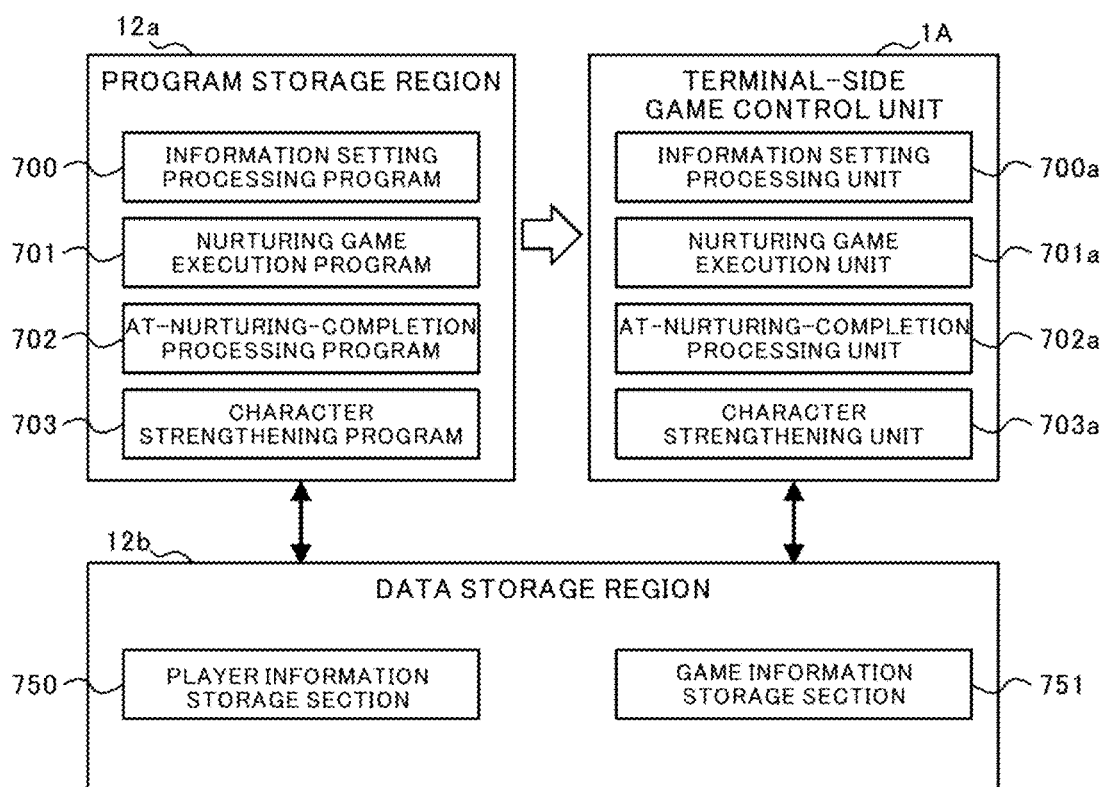 12a
1A
PROGRAM STORAGE REGION
TERMINAL-SIDE
GAME CONTROL UNIT
700
INFORMATION SETTING
PROCESSING PROGRAM
INFORMATION SETTING
PROCESSING UNIT
700a
701
NURTURING GAME
EXECUTION PROGRAM
NURTURING GAME
EXECUTION UNIT
701a
702
AT-NURTURING-COMPLETION
PROCESSING PROGRAM
AT-NURTURING-COMPLETION
PROCESSING UNIT
702a
703
CHARACTER
STRENGTHENING PROGRAM
CHARACTER
STRENGTHENING UNIT
703a
12b
DATA STORAGE REGION
750
PLAYER INFORMATION
STORAGE SECTION
GAME INFORMATION
STORAGE SECTION
751